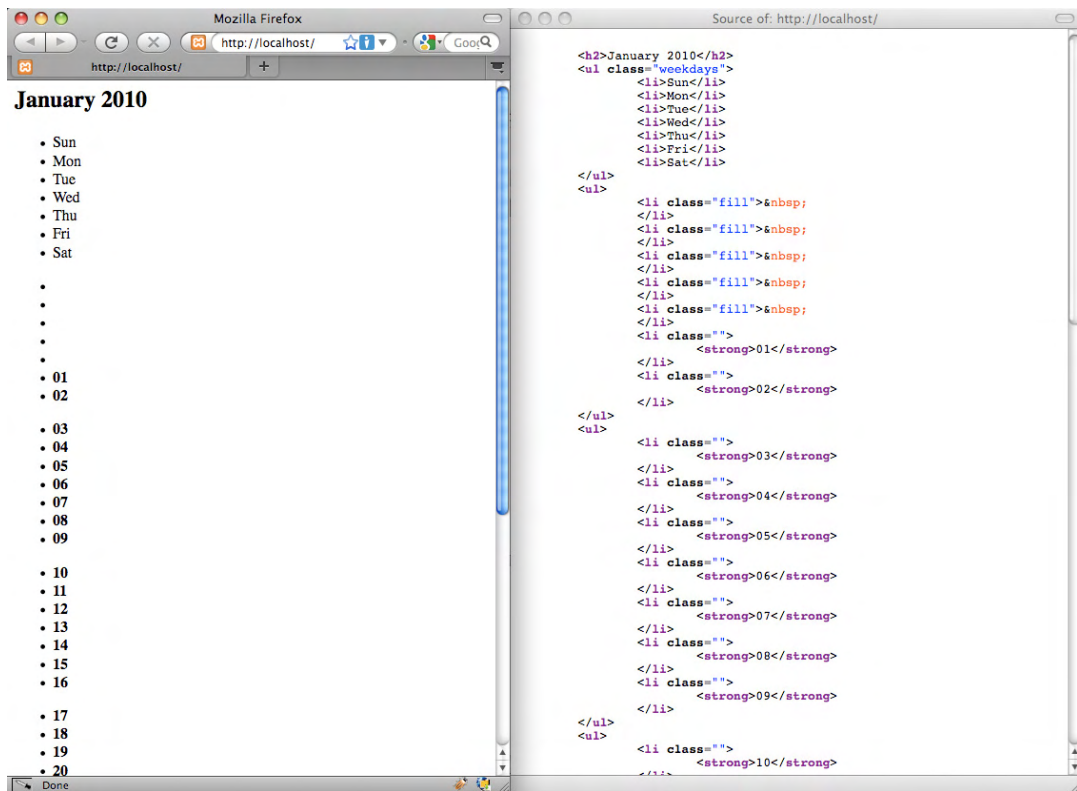 Mozilla Firefox
http://localhost/
Goog
http://localhost/
January 2010
• Sun
• Mon
• Tue
• Wed
• Thu
• Fri
• Sat
•
•
•
•
•
• 01
• 02
• 03
• 04
• 05
• 06
• 07
• 08
• 09
• 10
• 11
• 12
• 13
• 14
• 15
• 16
• 17
• 18
• 19
• 20
Done
Source of: http://localhost/
<h2>January 2010</h2>
<ul class="weekdays">
<li>Sun</li>
<li>Mon</li>
<li>Tue</li>
<li>Wed</li>
<li>Thu</li>
<li>Fri</li>
<li>Sat</li>
</ul>
<ul>
<li class="fill">&nbsp;
</li>
<li class="fill">&nbsp;
</li>
<li class="fill">&nbsp;
</li>
<li class="fill">&nbsp;
</li>
<li class="fill">&nbsp;
</li>
<li class="">
<strong>01</strong>
</li>
<li class="">
<strong>02</strong>
</li>
</ul>
<ul>
<li class="">
<strong>03</strong>
</li>
<li class="">
<strong>04</strong>
</li>
<li class="">
<strong>05</strong>
</li>
<li class="">
<strong>06</strong>
</li>
<li class="">
<strong>07</strong>
</li>
<li class="">
<strong>08</strong>
</li>
<li class="">
<strong>09</strong>
</li>
</ul>
<ul>
<li class="">
<strong>10</strong>
</li>